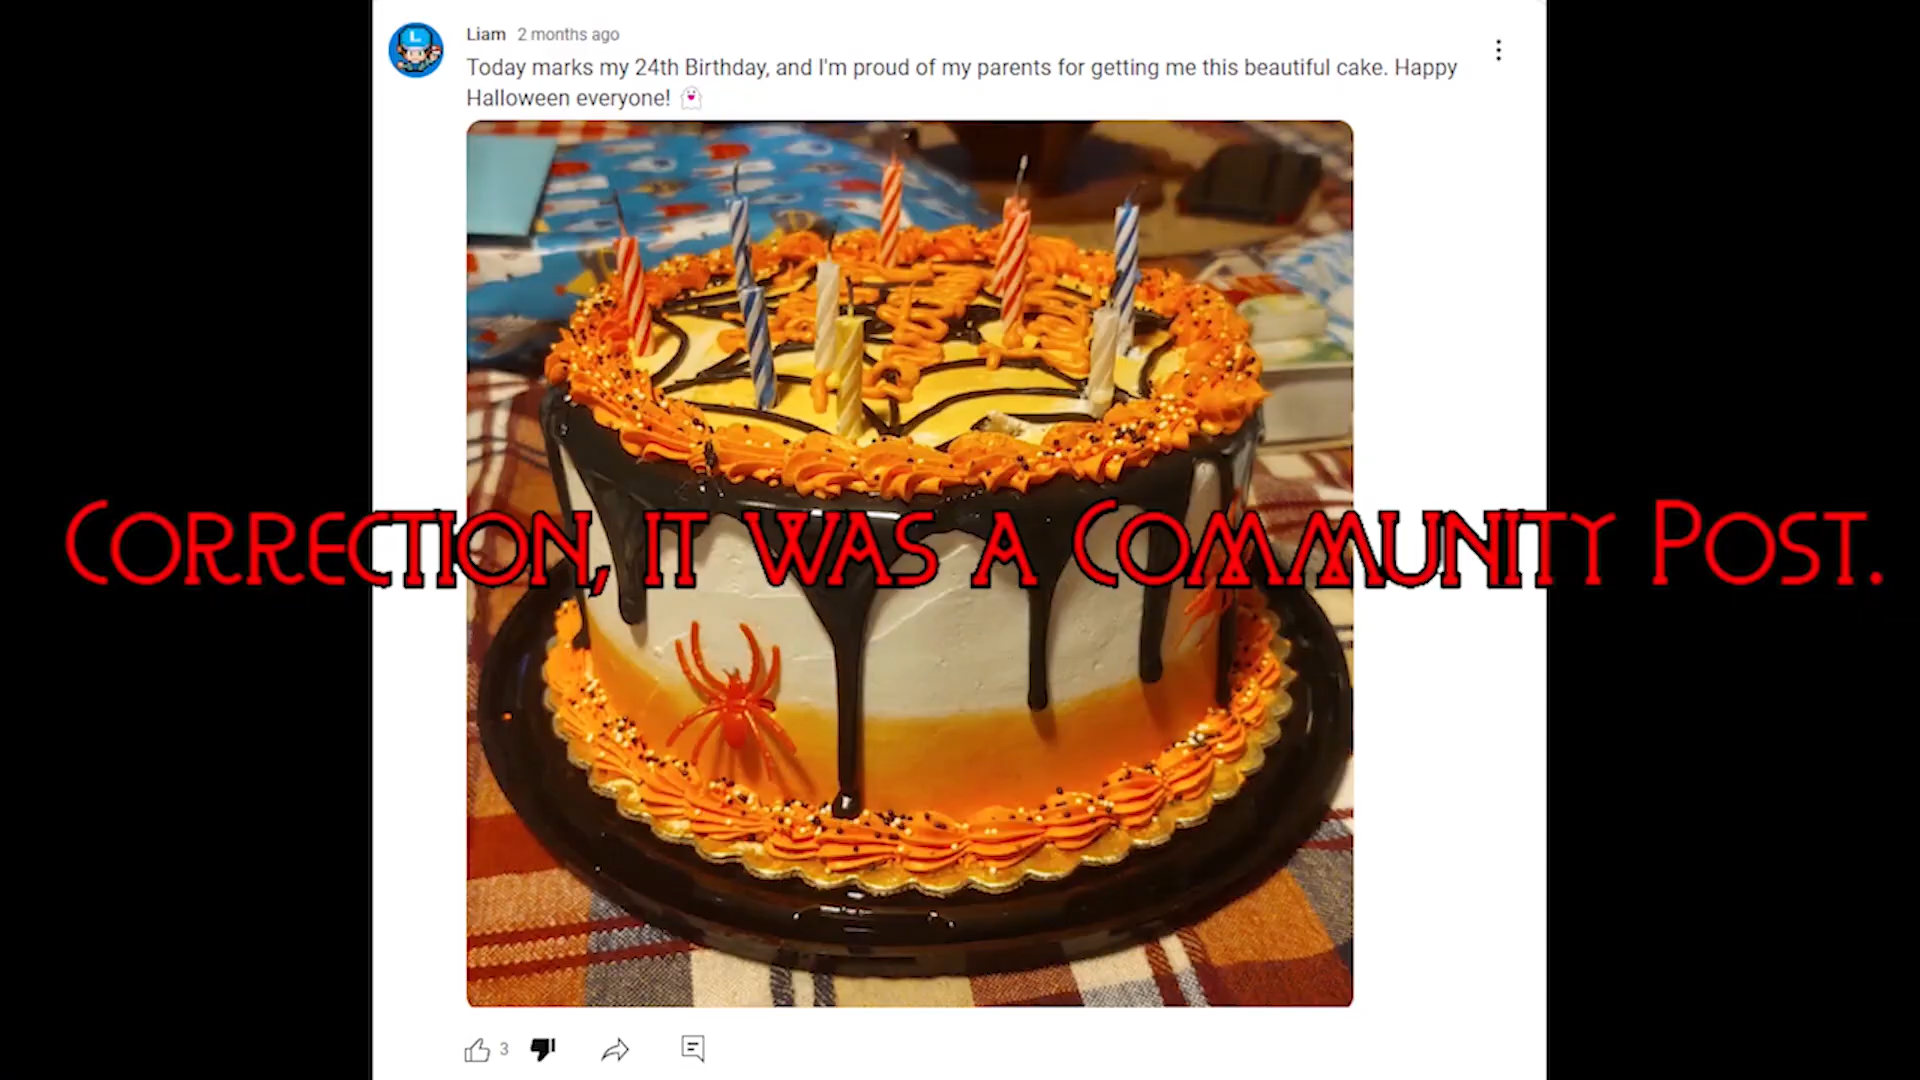 L
Liam 2 months ago
Today marks my 24th Birthday, and I'm proud of my parents for getting me this beautiful cake. Happy
Halloween everyone!
Correction, it was a Community Post.
3